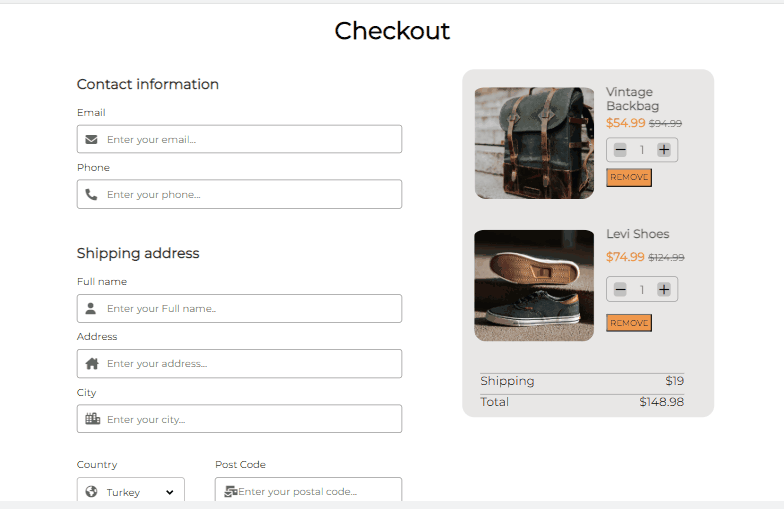 Checkout
Contact information
Email
Enter your email...
Phone
Enter your phone...
Shipping address
Full name
Enter your Full name..
Address
Enter your address...
City
Enter your city...
Country
Post Code
Turkey
Enter your postal code...
Vintage
Backbag
$54.99 $94.99
1
REMOVE
Levi Shoes
$74.99 $124.99
1
REMOVE
Shipping $19
Total $148.98